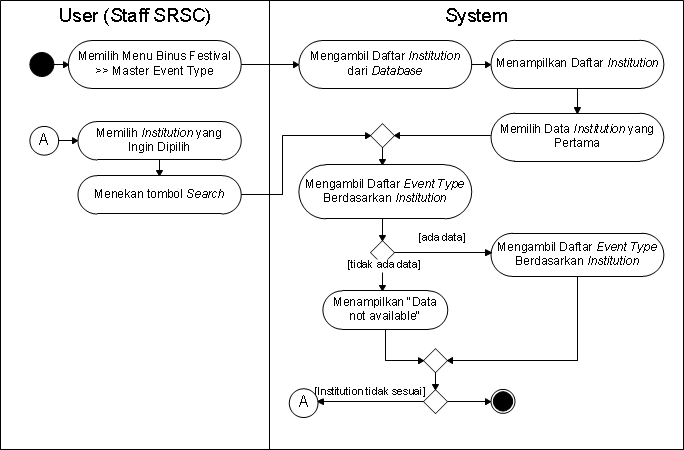 User (Staff SRSC)
System
Memilih Menu Binus Festival
>> Master Event Type
Mengambil Daftar Institution
dari Database
Menampilkan Daftar Institution
A
Memilih Institution yang
Ingin Dipilih
Memilih Data Institution yang
Pertama
Menekan tombol Search
Mengambil Daftar Event Type
Berdasarkan Institution
[ada data]
Mengambil Daftar Event Type
Berdasarkan Institution
[tidak ada data]
Menampilkan "Data
not available"
[Institution tidak sesuai]
A